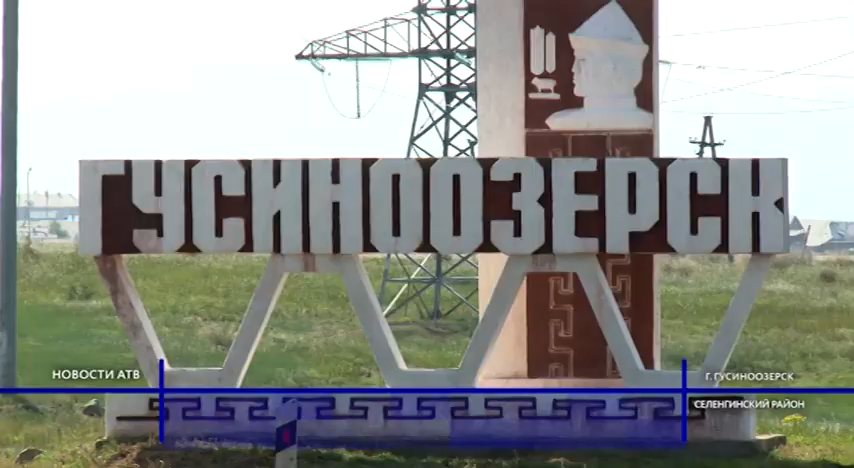 ГУСИНООЗЕРСК
НОВОСТИ АТВ
Г. ГУСИНООЗЕРСК
СЕЛЕНГИНСКИЙ РАЙОН